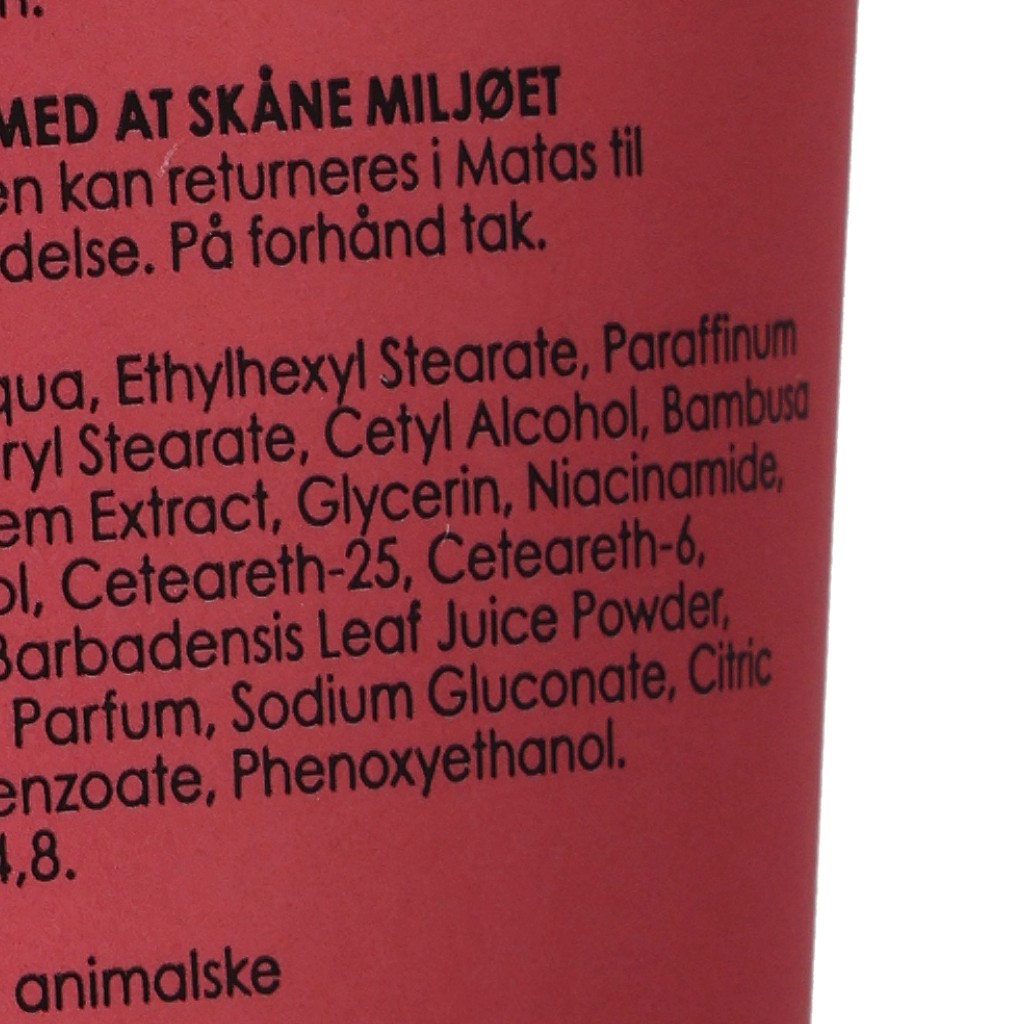 MED AT SKÅNE MILJØET
kan returneres i Matas til
delse. På forhånd tak.
qua, Ethylhexyl Stearate, Paraffinum
ryl Stearate, Cetyl Alcohol, Bambusa
em Extract, Glycerin, Niacinamide,
ol, Ceteareth-25, Ceteareth-6,
Barbadensis Leaf Juice Powder,
Parfum, Sodium Gluconate, Citric
enzoate, Phenoxyethanol.
4,8.
animalske